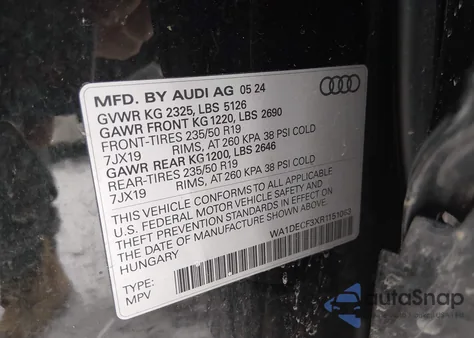 MFD. BY AUDI AG 05 24
GVWR KG 2325, LBS 5126
GAWR FRONT KG1220, LBS 2690
FRONT-TIRES 235/50 R19
7JX19 RIMS, AT 260 KPA 38 PSI COLD
GAWR REAR KG1200, LBS 2646
REAR-TIRES 235/50 R19
7JX19 RIMS, AT 260 KPA 38 PSI COLD
THIS VEHICLE CONFORMS TO ALL APPLICABLE
U.S. FEDERAL MOTOR VEHICLE SAFETY AND
THEFT PREVENTION STANDARDS IN EFFECT ON
THE DATE OF MANUFACTURE SHOWN ABOVE.
HUNGARY
WA1DECF3XR1151063
TYPE:
MPV
autoSnap